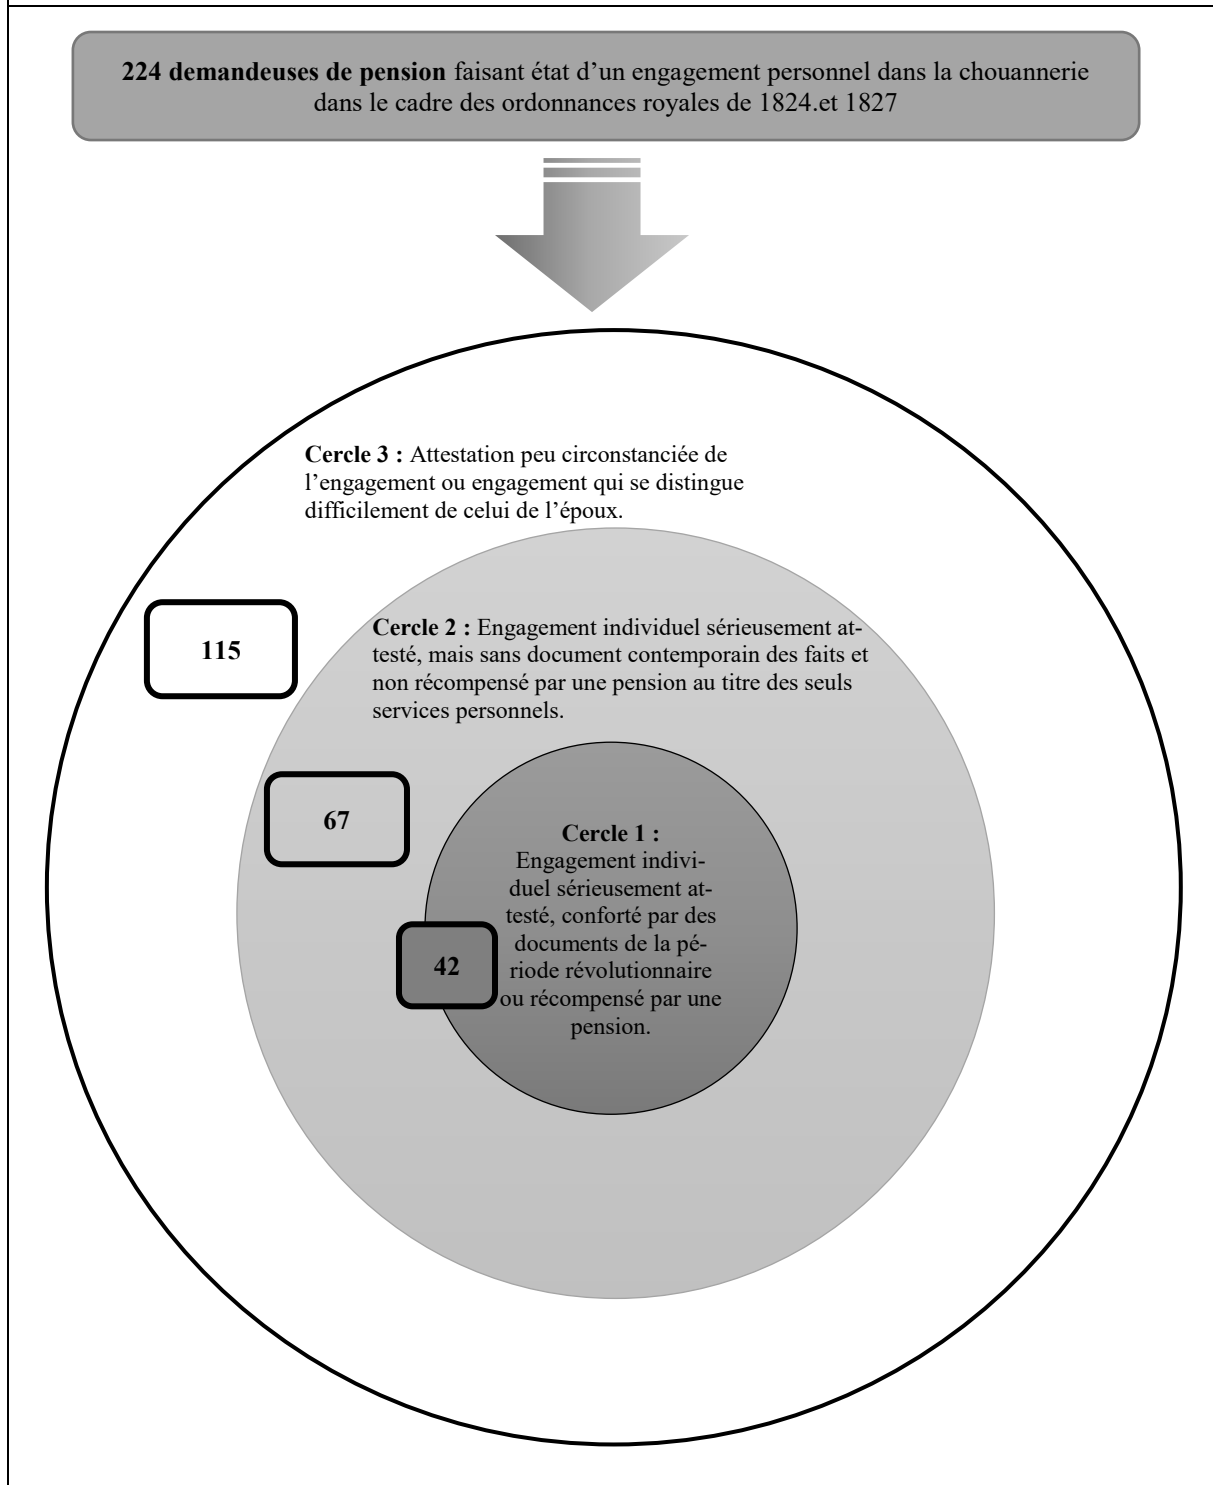 224 demandeuses de pension faisant état d’un engagement personnel dans la chouannerie
dans le cadre des ordonnances royales de 1824.et 1827
Cercle 3 : Attestation peu circonstanciée de
l’engagement ou engagement qui se distingue
difficilement de celui de l’époux.
115
Cercle 2 : Engagement individuel sérieusement at-
testé, mais sans document contemporain des faits et
non récompensé par une pension au titre des seuls
services personnels.
67
Cercle 1 :
Engagement indivi-
duel sérieusement at-
testé, conforté par des
documents de la pé-
riode révolutionnaire
ou récompensé par une
pension.
42